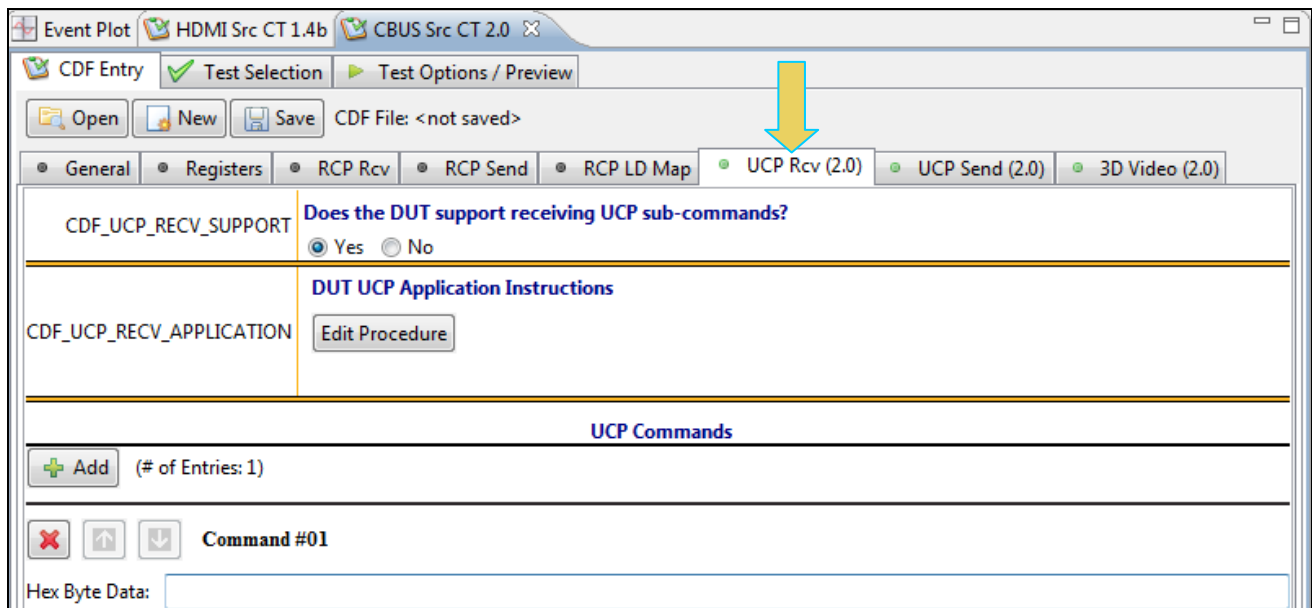 Event Plot HDMI Src CT 1.4b CBUS Src CT 2.0
CDF Entry Test Selection Test Options / Preview
Open New Save CDF File: <not saved>
General Registers RCP Rcv RCP Send RCP LD Map UCP Rcv (2.0) UCP Send (2.0) 3D Video (2.0)
CDF_UCP_RECV_SUPPORT
Does the DUT support receiving UCP sub-commands?
Yes No
CDF_UCP_RECV_APPLICATION
DUT UCP Application Instructions
Edit Procedure
UCP Commands
Add (# of Entries: 1)
Command #01
Hex Byte Data: